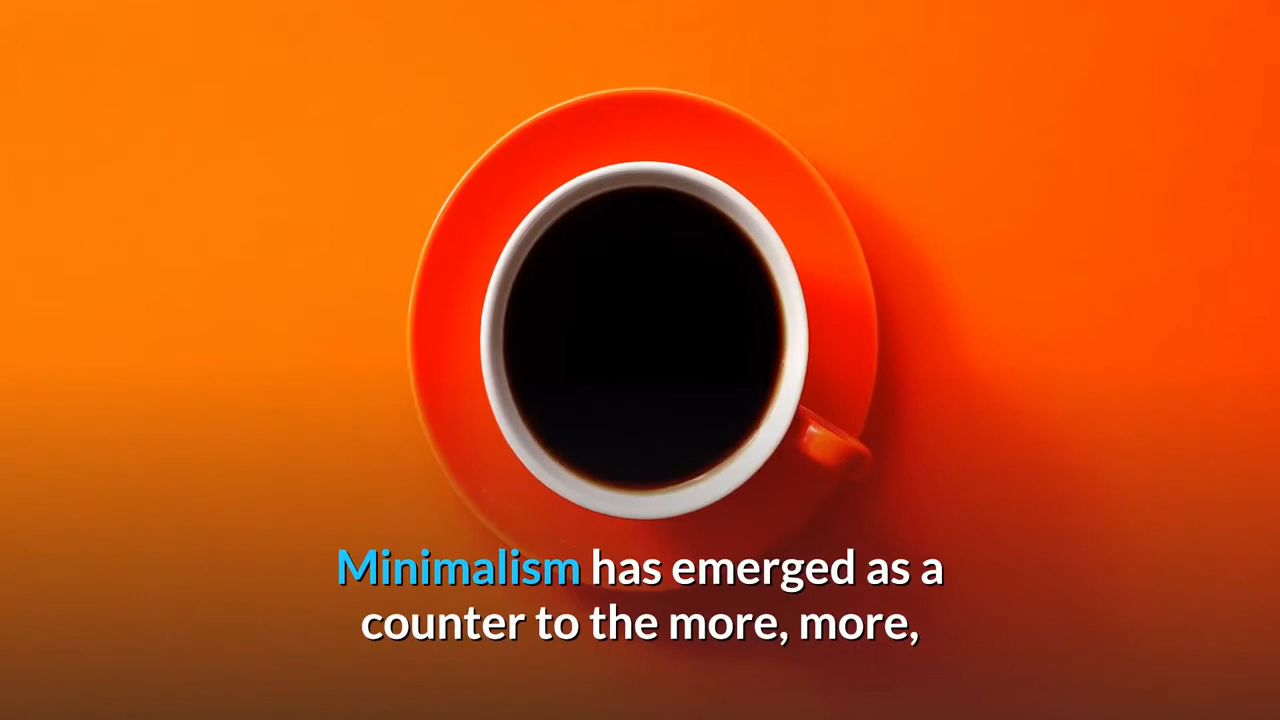 Minimalism has emerged as a
counter to the more, more,